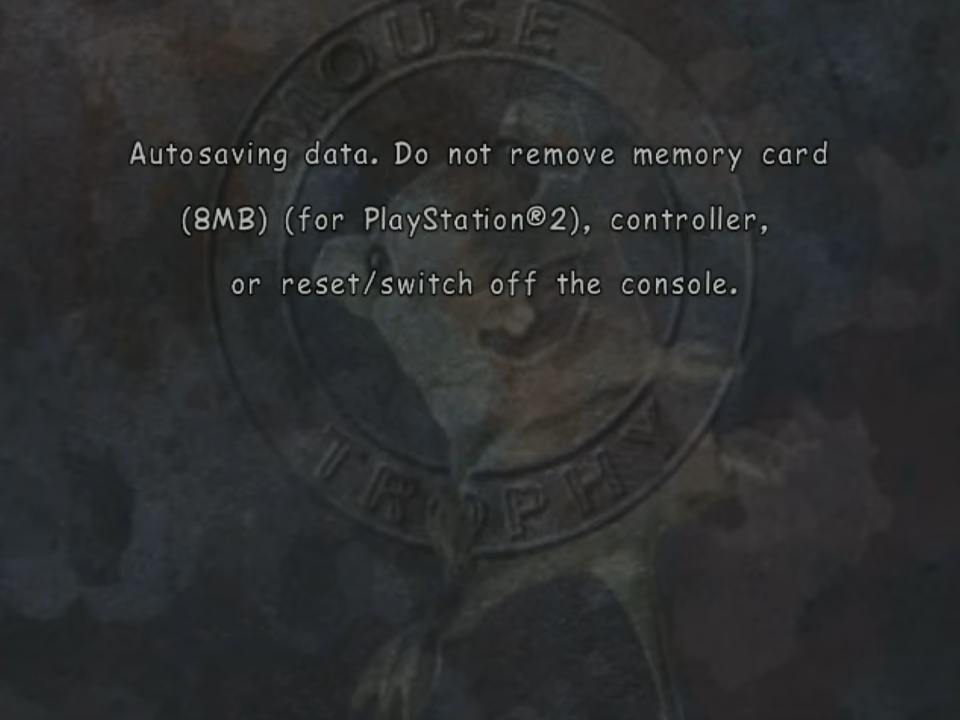 MOUSE
Autosaving data. Do not remove memory card
(8MB) (for PlayStation®2), controller,
or reset/switch off the console.
TROPHY